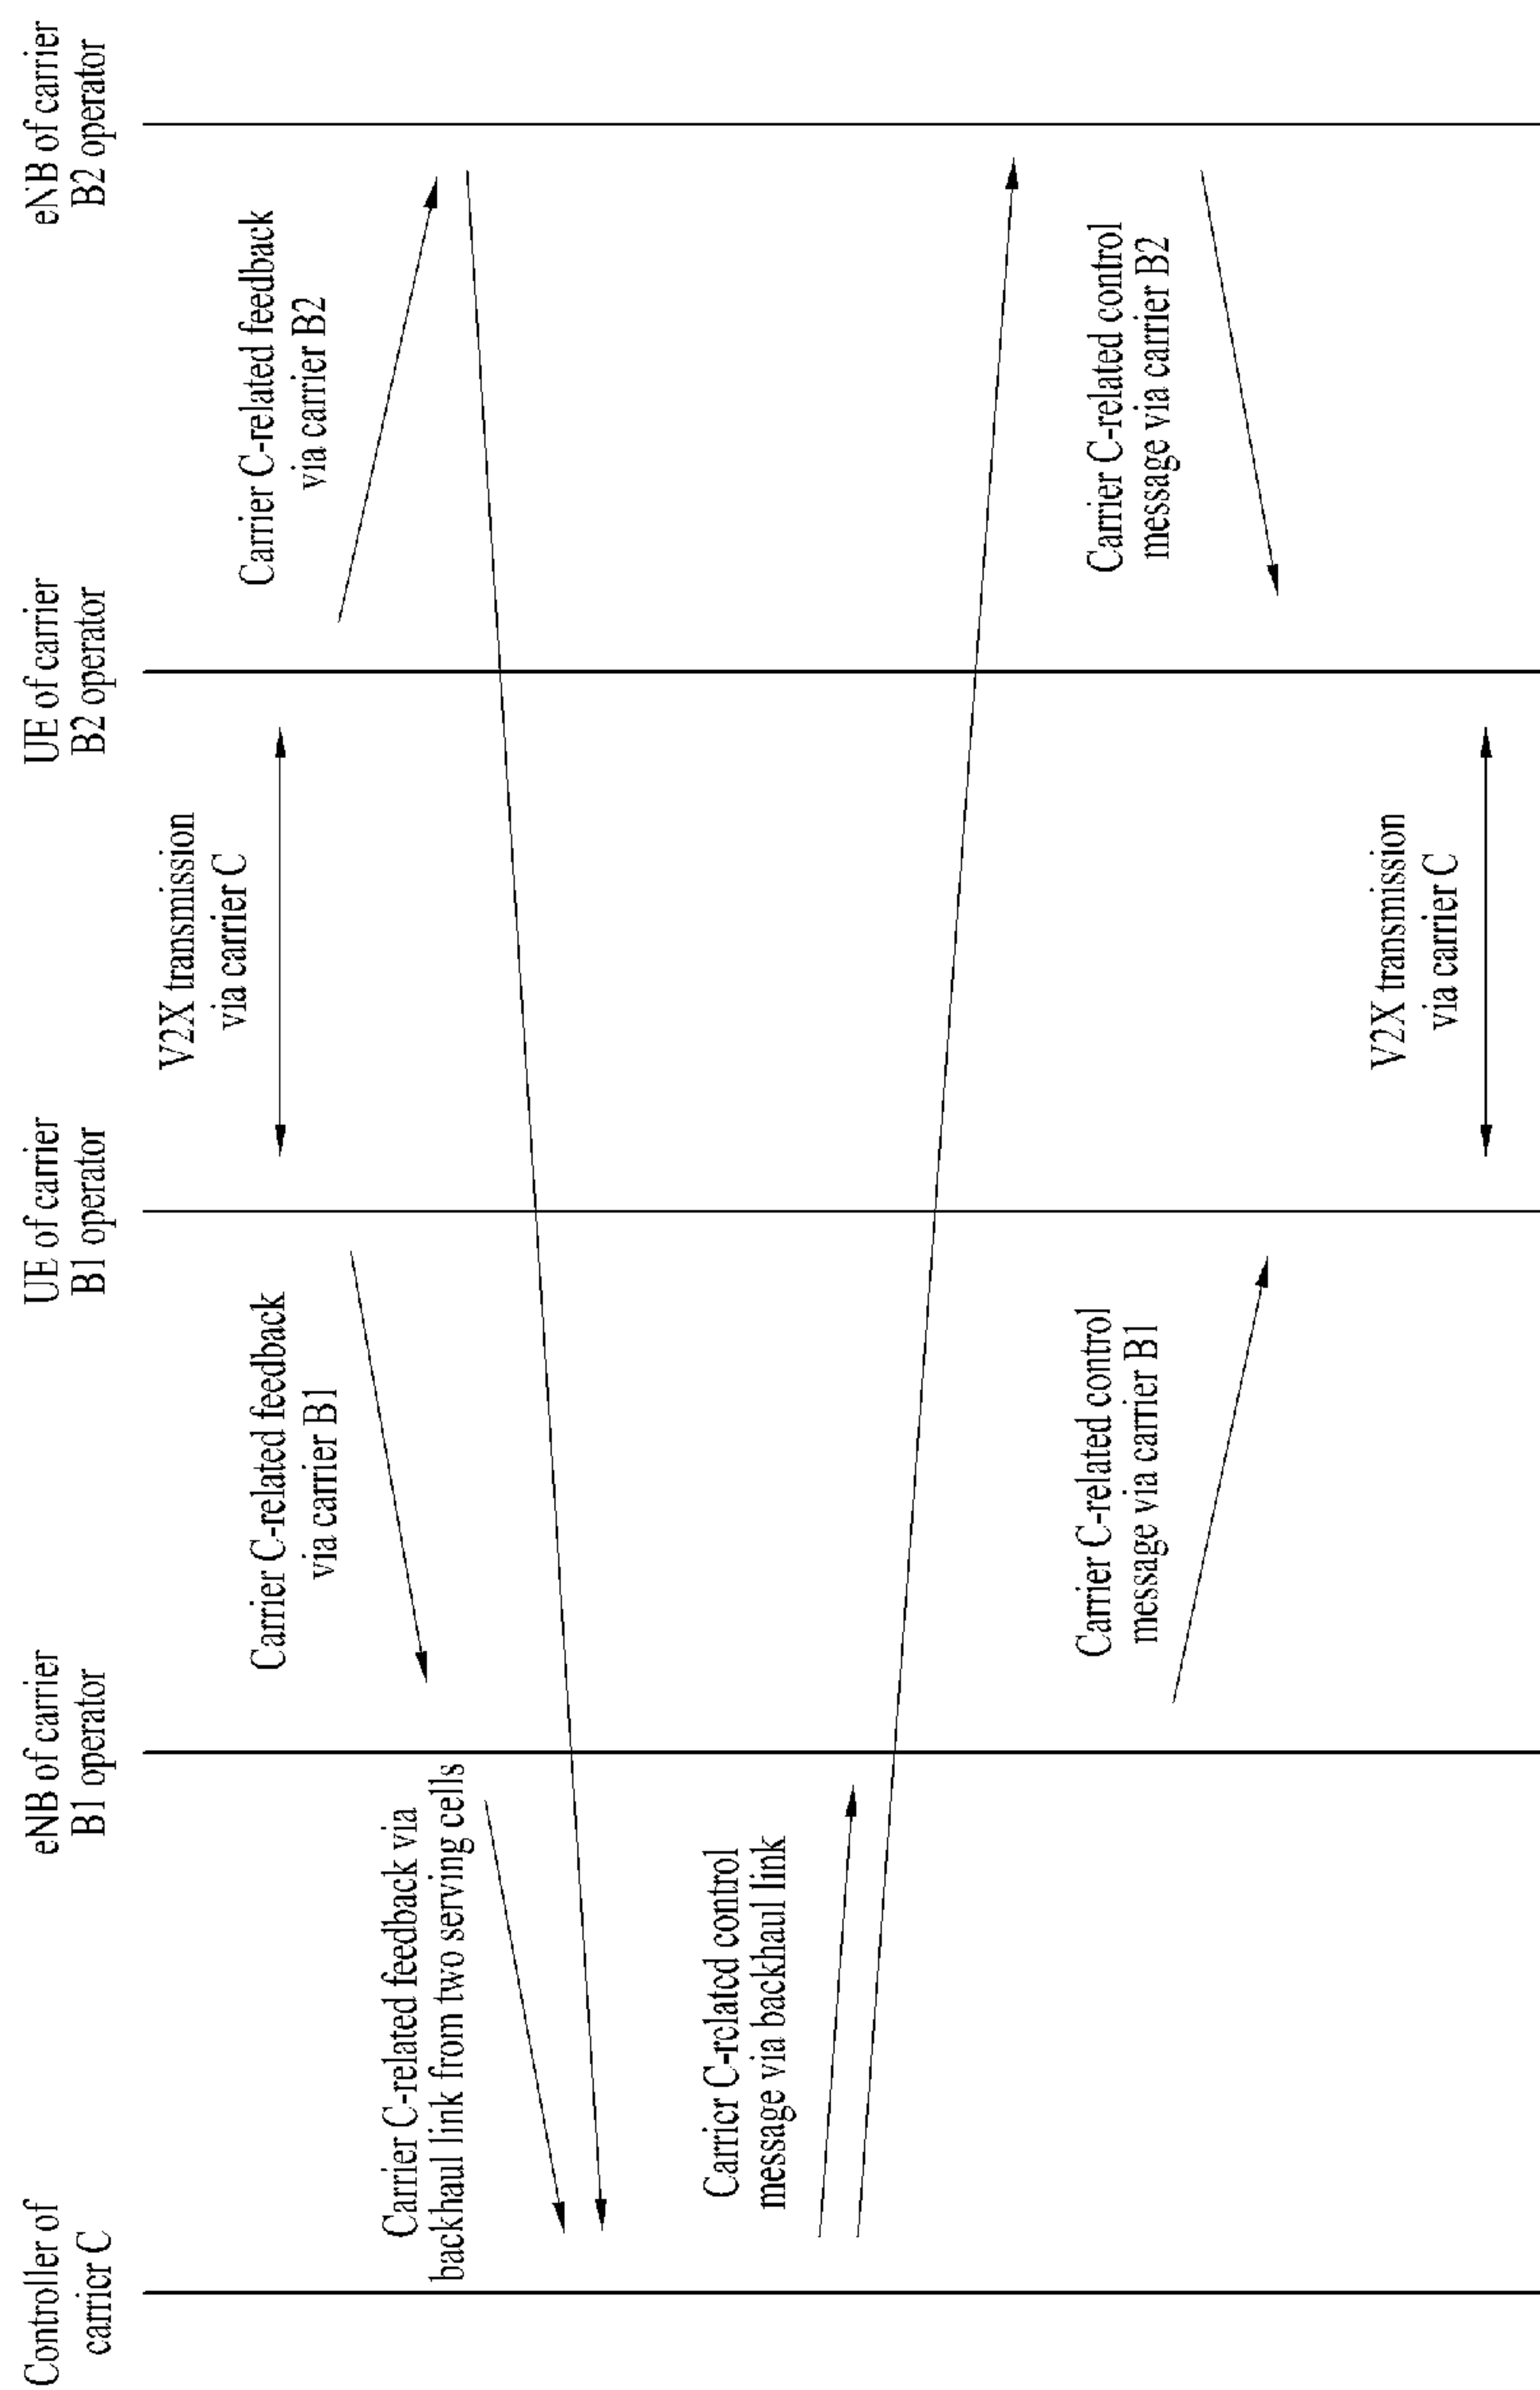 Controller of
carrier C
eNB of carrier
B1 operator
UE of carrier
B1 operator
UE of carrier
B2 operator
eNB of carrier
B2 operator
V2X transmission
via carrier C
Carrier C-related feedback
via carrier B1
Carrier C-related feedback
via carrier B2
Carrier C-related feedback via
backhaul link from two serving cells
Carrier C-related control
message via backhaul link
Carrier C-related control
message via carrier B1
Carrier C-related control
message via carrier B2
V2X transmission
via carrier C